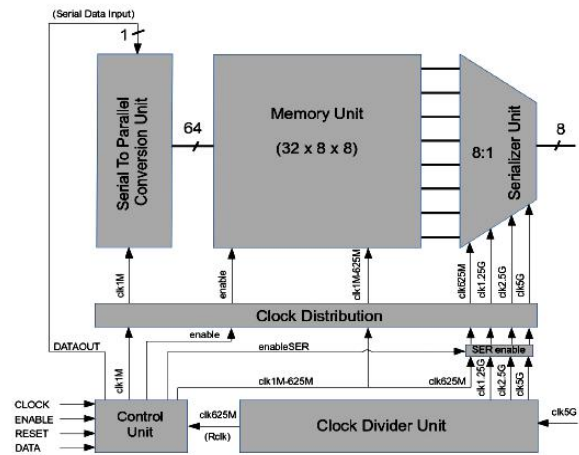 (Serial Data Input)
1
Serial To Parallel
Conversion Unit
64
Memory Unit
(32 x 8 x 8)
8:1
Serializer Unit
8
clk1M
enable
clk1M-625M
clk625M
clk1.25G
clk2.5G
clk5G
Clock Distribution
DATAOUT
clk1M
enable
enableSER
SER enable
clk1M-625M
clk625M
clk1.25G
clk2.5G
clk5G
CLOCK
ENABLE
RESET
DATA
Control
Unit
clk625M
(Rclk)
Clock Divider Unit
clk5G